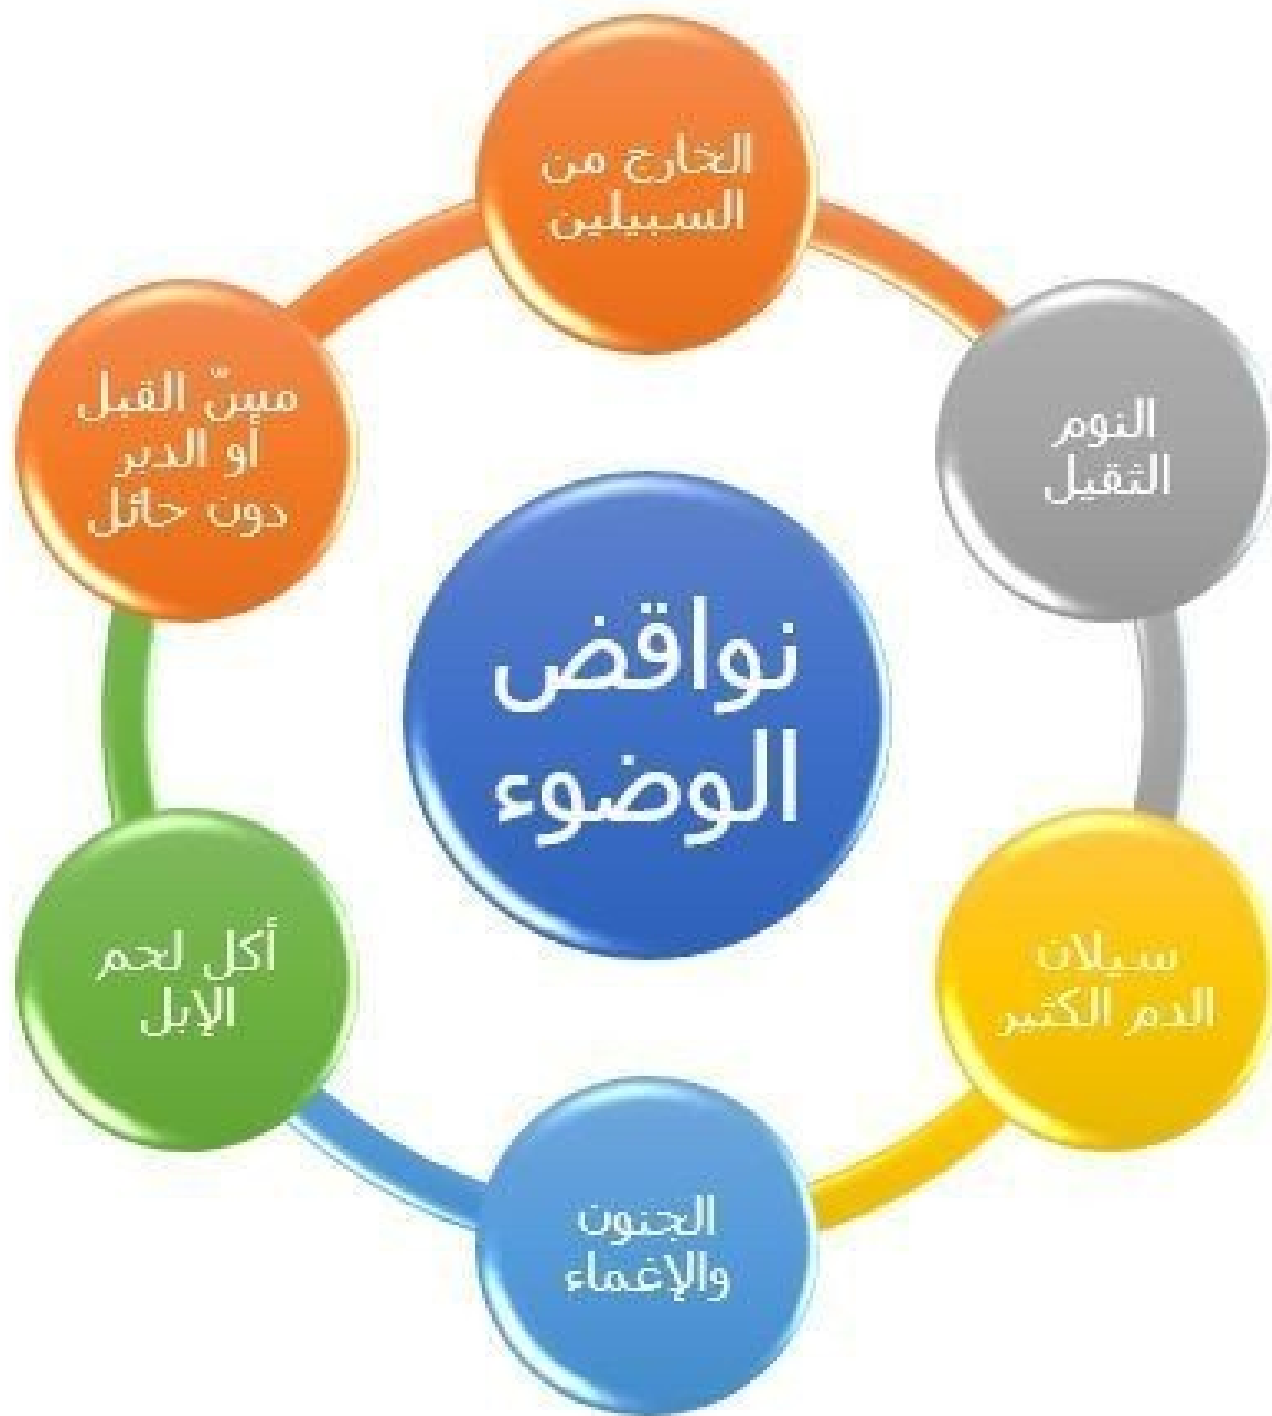 نواقض
الوضوء
الخارج من
السبيلين
النوم
الثقيل
سيلان
الدم الكثير
الجنون
والإغماء
أكل لحم
الإبل
مسّ القبل
أو الدبر
دون حائل